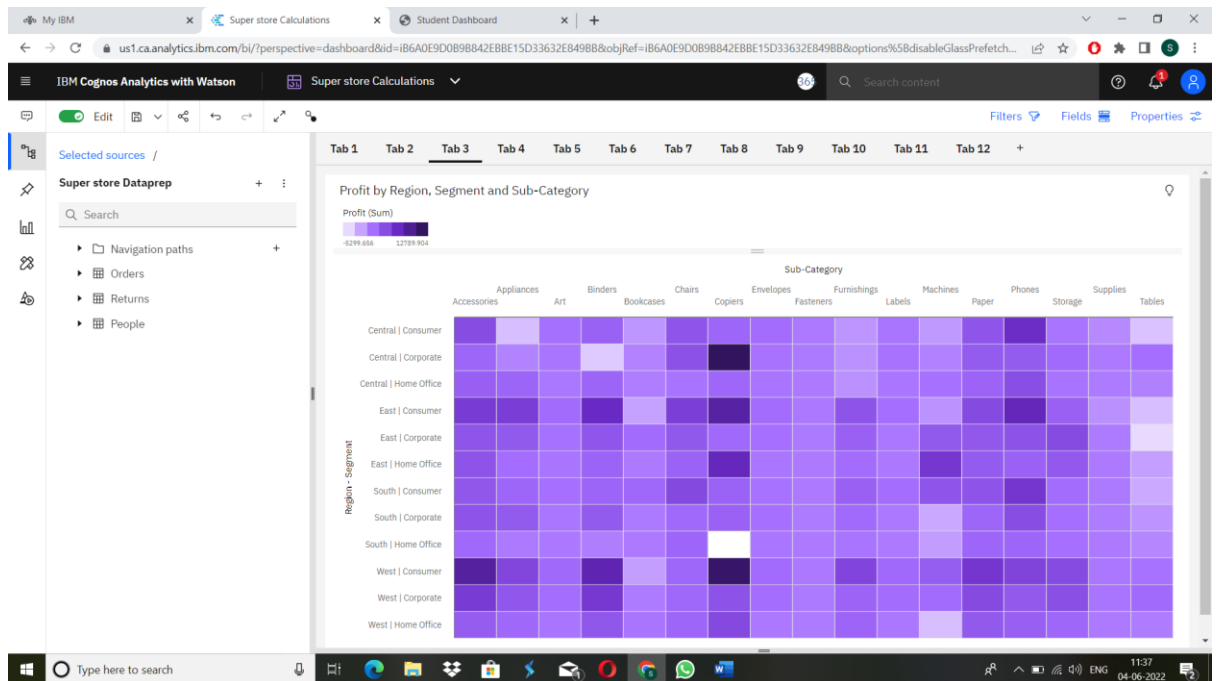 My IBM
Super store Calculations
Student Dashboard
us1.ca.analytics.ibm.com/bi/?perspective=dashboard&id=iB6A0E9D0B9B842EBBE15D33632E849BB&objRef=iB6A0E9D0B9B842EBBE15D33632E849BB&options%5BdisableGlassPrefetch...
S
IBM Cognos Analytics with Watson
Super store Calculations
Search content
1
Edit
Filters
Fields
Properties
Selected sources /
Tab 1 Tab 2 Tab 3 Tab 4 Tab 5 Tab 6 Tab 7 Tab 8 Tab 9 Tab 10 Tab 11 Tab 12 +
Super store Dataprep
Search
Navigation paths
Orders
Returns
People
Profit by Region, Segment and Sub-Category
Profit (Sum)
-5299.656 12789.904
Sub-Category
Appliances Binders Chairs Envelopes Furnishings Machines Phones Supplies
Accessories Art Bookcases Copiers Fasteners Labels Paper Storage Tables
Region - Segment
Central | Consumer
Central | Corporate
Central | Home Office
East | Consumer
East | Corporate
East | Home Office
South | Consumer
South | Corporate
South | Home Office
West | Consumer
West | Corporate
West | Home Office
Type here to search
ENG
11:37
04-06-2022
2